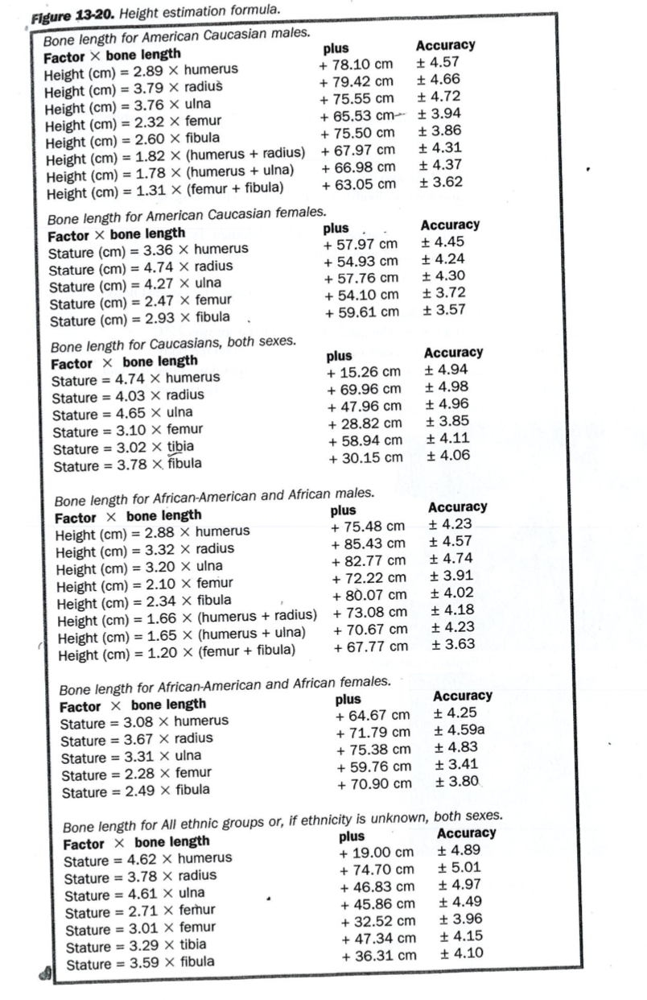 Figure 13-20. Height estimation formula.
Bone length for American Caucasian males.
Factor × bone length plus Accuracy
Height (cm) = 2.89 × humerus + 78.10 cm ± 4.57
Height (cm) = 3.79 × radius + 79.42 cm ± 4.66
Height (cm) = 3.76 × ulna + 75.55 cm ± 4.72
Height (cm) = 2.32 × femur + 65.53 cm ± 3.94
Height (cm) = 2.60 × fibula + 75.50 cm ± 3.86
Height (cm) = 1.82 × (humerus + radius) + 67.97 cm ± 4.31
Height (cm) = 1.78 × (humerus + ulna) + 66.98 cm ± 4.37
Height (cm) = 1.31 × (femur + fibula) + 63.05 cm ± 3.62
Bone length for American Caucasian females.
Factor × bone length plus Accuracy
Stature (cm) = 3.36 × humerus + 57.97 cm ± 4.45
Stature (cm) = 4.74 × radius + 54.93 cm ± 4.24
Stature (cm) = 4.27 × ulna + 57.76 cm ± 4.30
Stature (cm) = 2.47 × femur + 54.10 cm ± 3.72
Stature (cm) = 2.93 × fibula + 59.61 cm ± 3.57
Bone length for Caucasians, both sexes.
Factor × bone length plus Accuracy
Stature = 4.74 × humerus + 15.26 cm ± 4.94
Stature = 4.03 × radius + 69.96 cm ± 4.98
Stature = 4.65 × ulna + 47.96 cm ± 4.96
Stature = 3.10 × femur + 28.82 cm ± 3.85
Stature = 3.02 × tibia + 58.94 cm ± 4.11
Stature = 3.78 × fibula + 30.15 cm ± 4.06
Bone length for African-American and African males.
Factor × bone length plus Accuracy
Height (cm) = 2.88 × humerus + 75.48 cm ± 4.23
Height (cm) = 3.32 × radius + 85.43 cm ± 4.57
Height (cm) = 3.20 × ulna + 82.77 cm ± 4.74
Height (cm) = 2.10 × femur + 72.22 cm ± 3.91
Height (cm) = 2.34 × fibula + 80.07 cm ± 4.02
Height (cm) = 1.66 × (humerus + radius) + 73.08 cm ± 4.18
Height (cm) = 1.65 × (humerus + ulna) + 70.67 cm ± 4.23
Height (cm) = 1.20 × (femur + fibula) + 67.77 cm ± 3.63
Bone length for African-American and African females.
Factor × bone length plus Accuracy
Stature = 3.08 × humerus + 64.67 cm ± 4.25
Stature = 3.67 × radius + 71.79 cm ± 4.59a
Stature = 3.31 × ulna + 75.38 cm ± 4.83
Stature = 2.28 × femur + 59.76 cm ± 3.41
Stature = 2.49 × fibula + 70.90 cm ± 3.80
Bone length for All ethnic groups or, if ethnicity is unknown, both sexes.
Factor × bone length plus Accuracy
Stature = 4.62 × humerus + 19.00 cm ± 4.89
Stature = 3.78 × radius + 74.70 cm ± 5.01
Stature = 4.61 × ulna + 46.83 cm ± 4.97
Stature = 2.71 × femur + 45.86 cm ± 4.49
Stature = 3.01 × femur + 32.52 cm ± 3.96
Stature = 3.29 × tibia + 47.34 cm ± 4.15
Stature = 3.59 × fibula + 36.31 cm ± 4.10